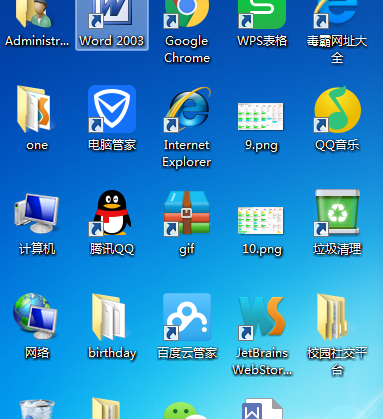 Administr...
Word 2003
Google
Chrome
WPS表格
毒霸网址大
全
one
电脑管家
Internet
Explorer
9.png
QQ音乐
计算机
腾讯QQ
gif
10.png
垃圾清理
网络
birthday
百度云管家
JetBrains
WebStor...
校园社交平
台